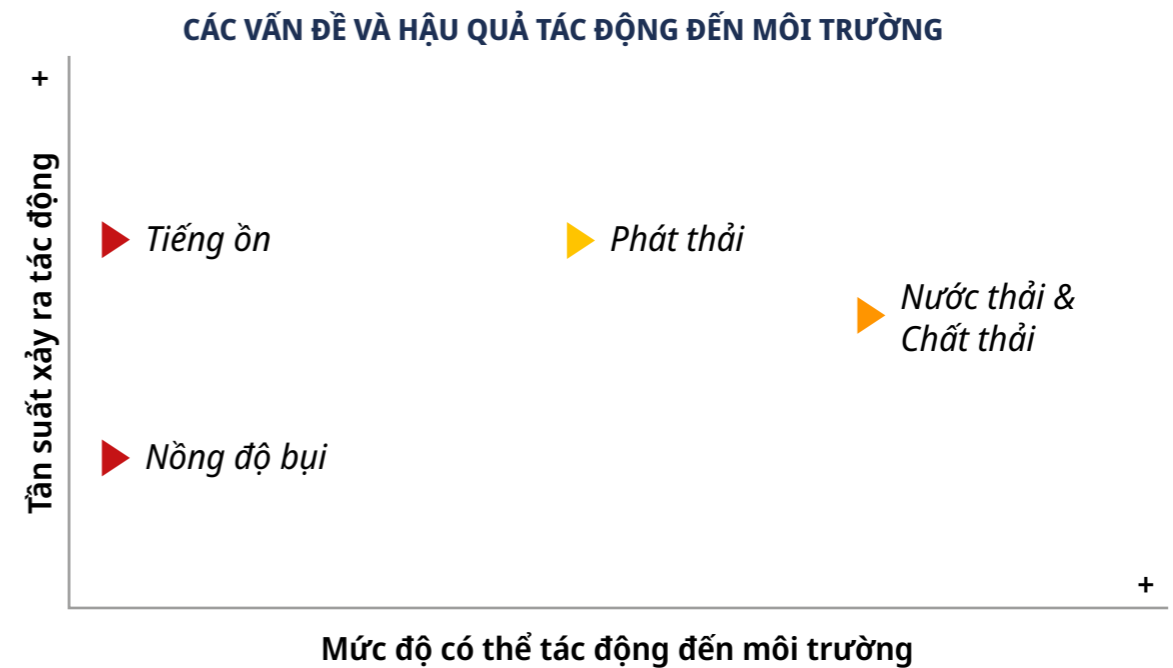 CÁC VẤN ĐỀ VÀ HẬU QUẢ TÁC ĐỘNG ĐẾN MÔI TRƯỜNG
+
Tần suất xảy ra tác động
Tiếng ồn
Phát thải
Nước thải &
Chất thải
Nồng độ bụi
+
Mức độ có thể tác động đến môi trường